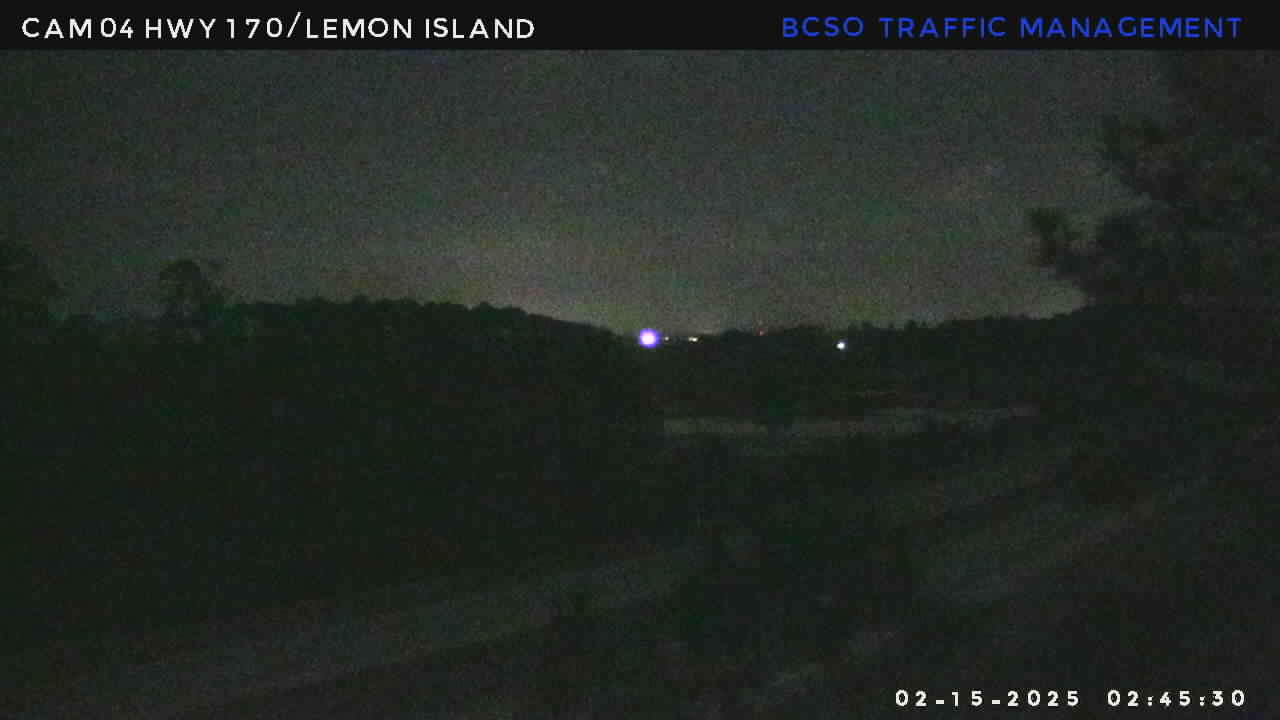 CAM 04 HWY 170/LEMON ISLAND
BCSO TRAFFIC MANAGEMENT
02-15-2025 02:45:30